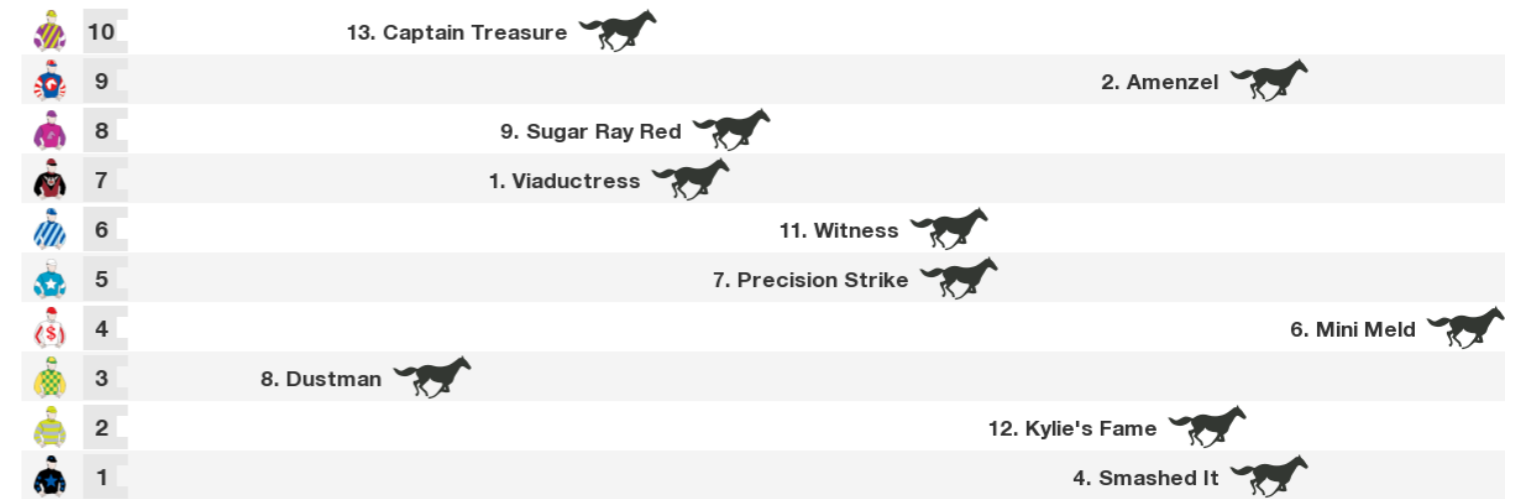 10 13. Captain Treasure
9 2. Amenzel
8 9. Sugar Ray Red
7 1. Viaductress
6 11. Witness
5 7. Precision Strike
4 $ 6. Mini Meld
3 8. Dustman
2 12. Kylie's Fame
1 4. Smashed It